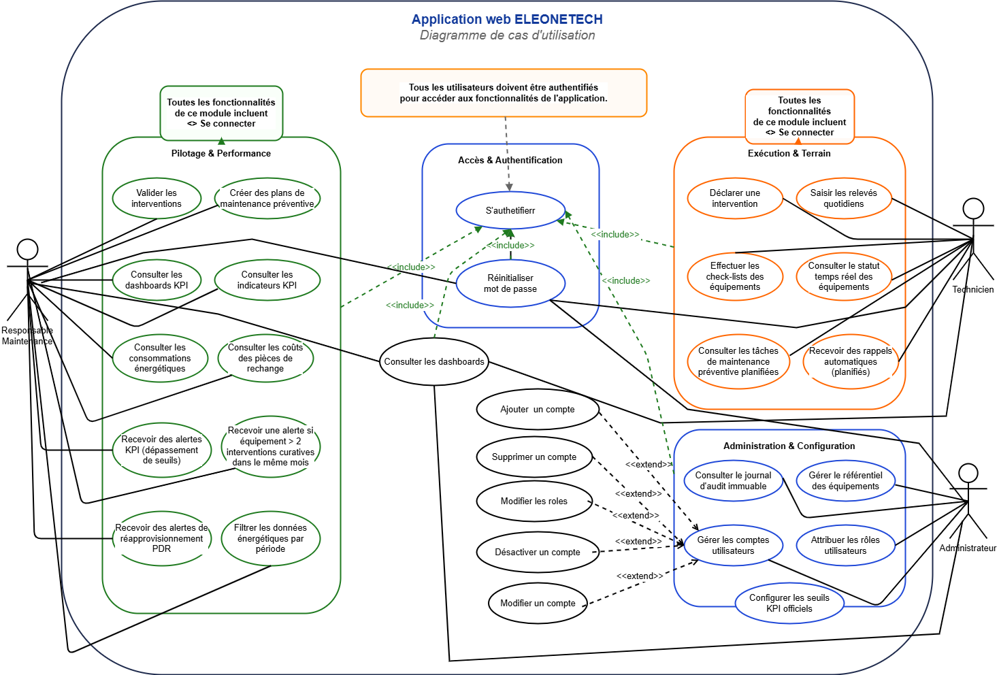 Application web ELEONETECH
Diagramme de cas d'utilisation
Tous les utilisateurs doivent être authentifiés
pour accéder aux fonctionnalités de l'application.
Toutes les fonctionnalités
de ce module incluent
<> Se connecter
Pilotage & Performance
Valider les
interventions
Créer des plans de
maintenance préventive
Consulter les
dashboards KPI
Consulter les
indicateurs KPI
Consulter les
consommations
énergétiques
Consulter les coûts
des pièces de
rechange
Recevoir des alertes
KPI (dépassement
de seuils)
Recevoir une alerte si
équipement > 2
interventions curatives
dans le même mois
Recevoir des alertes de
réapprovisionnement
PDR
Filtrer les données
énergétiques par
période
Responsable
Maintenance
Accès & Authentification
S'authetifierr
<<include>>
<<include>>
<<include>>
<<include>>
<<include>>
Réinitialiser
mot de passe
Consulter les dashboards
Ajouter  un compte
Supprimer un compte
Modifier les roles
Désactiver un compte
Modifier un compte
<<extend>>
<<extend>>
<<extend>>
<<extend>>
<<extend>>
Toutes les
fonctionnalités
de ce module incluent
<> Se connecter
Exécution & Terrain
Déclarer une
intervention
Saisir les relevés
quotidiens
Effectuer les
check-lists des
équipements
Consulter le statut
temps réel des
équipements
Consulter les tâches
de maintenance
préventive planifiées
Recevoir des rappels
automatiques
(planifiés)
Technicien
Administration & Configuration
Consulter le journal
d'audit immuable
Gérer le référentiel
des équipements
Gérer les comptes
utilisateurs
Attribuer les rôles
utilisateurs
Configurer les seuils
KPI officiels
Administrateur